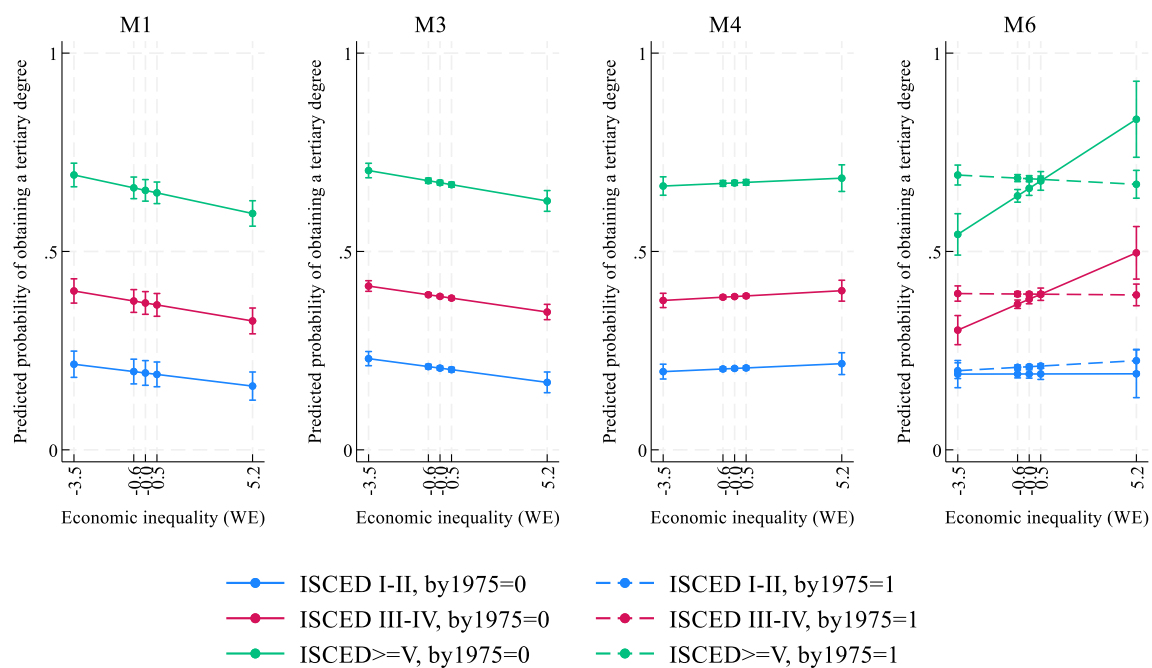 M1 M3 M4 M6
Predicted probability of obtaining a tertiary degree
1
.5
0
-3.5
-0.6
-0.0
0.5
5.2
Economic inequality (WE)
Predicted probability of obtaining a tertiary degree
1
.5
0
-3.5
-0.6
-0.0
0.5
5.2
Economic inequality (WE)
Predicted probability of obtaining a tertiary degree
1
.5
0
-3.5
-0.6
-0.0
0.5
5.2
Economic inequality (WE)
Predicted probability of obtaining a tertiary degree
1
.5
0
-3.5
-0.6
-0.0
0.5
5.2
Economic inequality (WE)
ISCED I-II, by1975=0 ISCED I-II, by1975=1
ISCED III-IV, by1975=0 ISCED III-IV, by1975=1
ISCED>=V, by1975=0 ISCED>=V, by1975=1